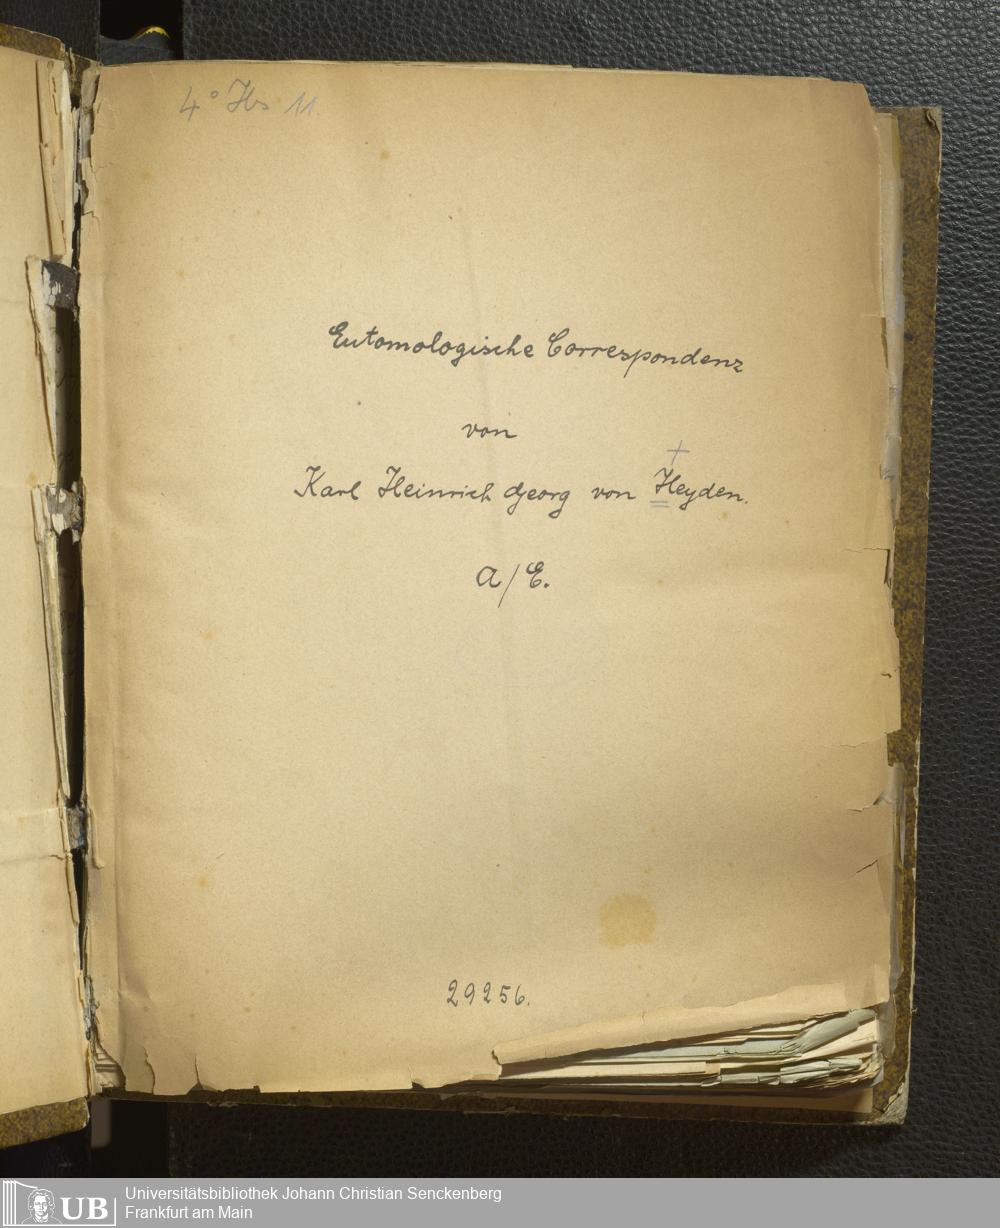 4° Hs 11.
Entomologische Correspondenz
von
Karl Heinrich Georg von Heyden.
A/E.
29256.
UB
Universitätsbibliothek Johann Christian Senckenberg
Frankfurt am Main